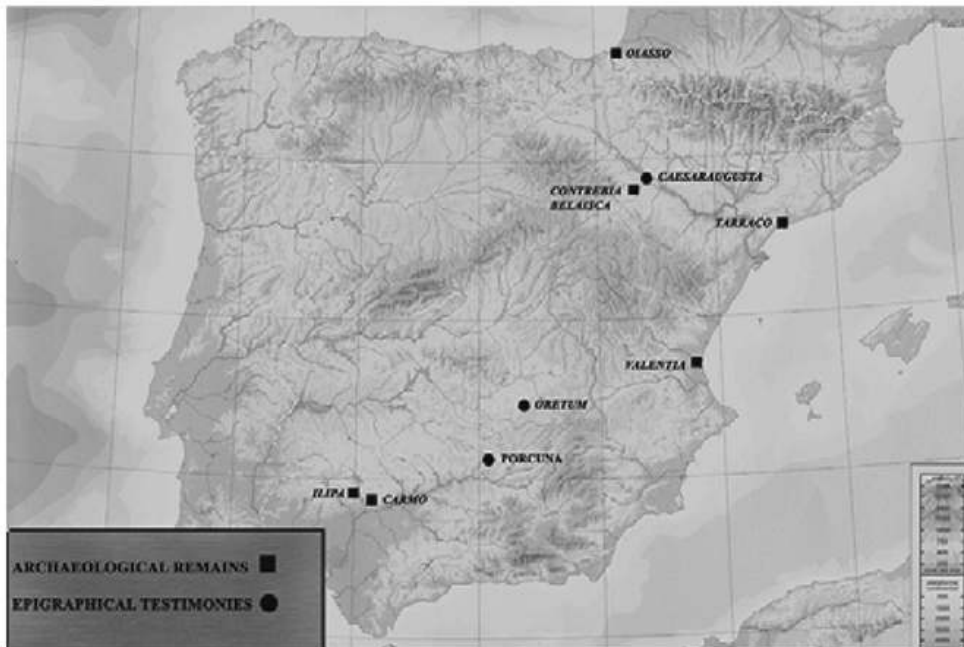 OIASSO
CAESARAUGUSTA
CONTREBIA
BELAISCA
TARRACO
VALENTIA
ORETUM
PORCUNA
ILIPA
CARMO
ARCHAEOLOGICAL REMAINS
EPIGRAPHICAL TESTIMONIES